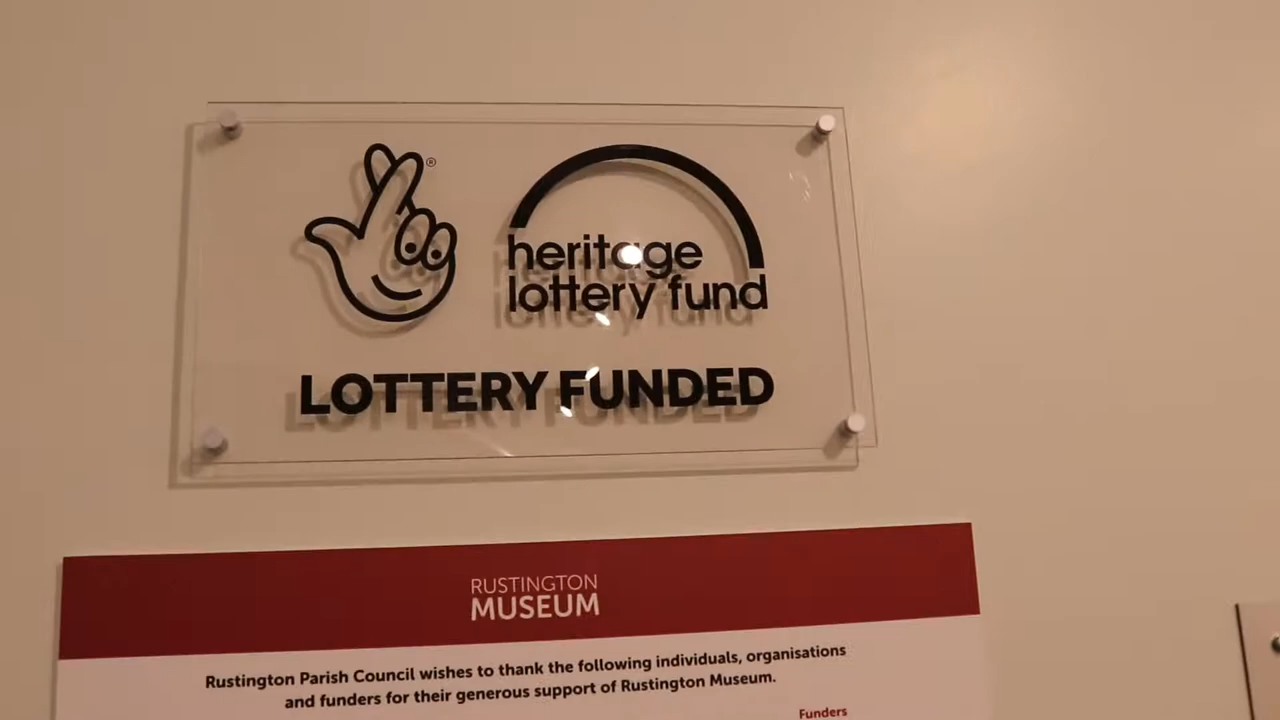 ®
heritage
lottery fund
LOTTERY FUNDED
RUSTINGTON
MUSEUM
Rustington Parish Council wishes to thank the following individuals, organisations
and funders for their generous support of Rustington Museum.
Funders